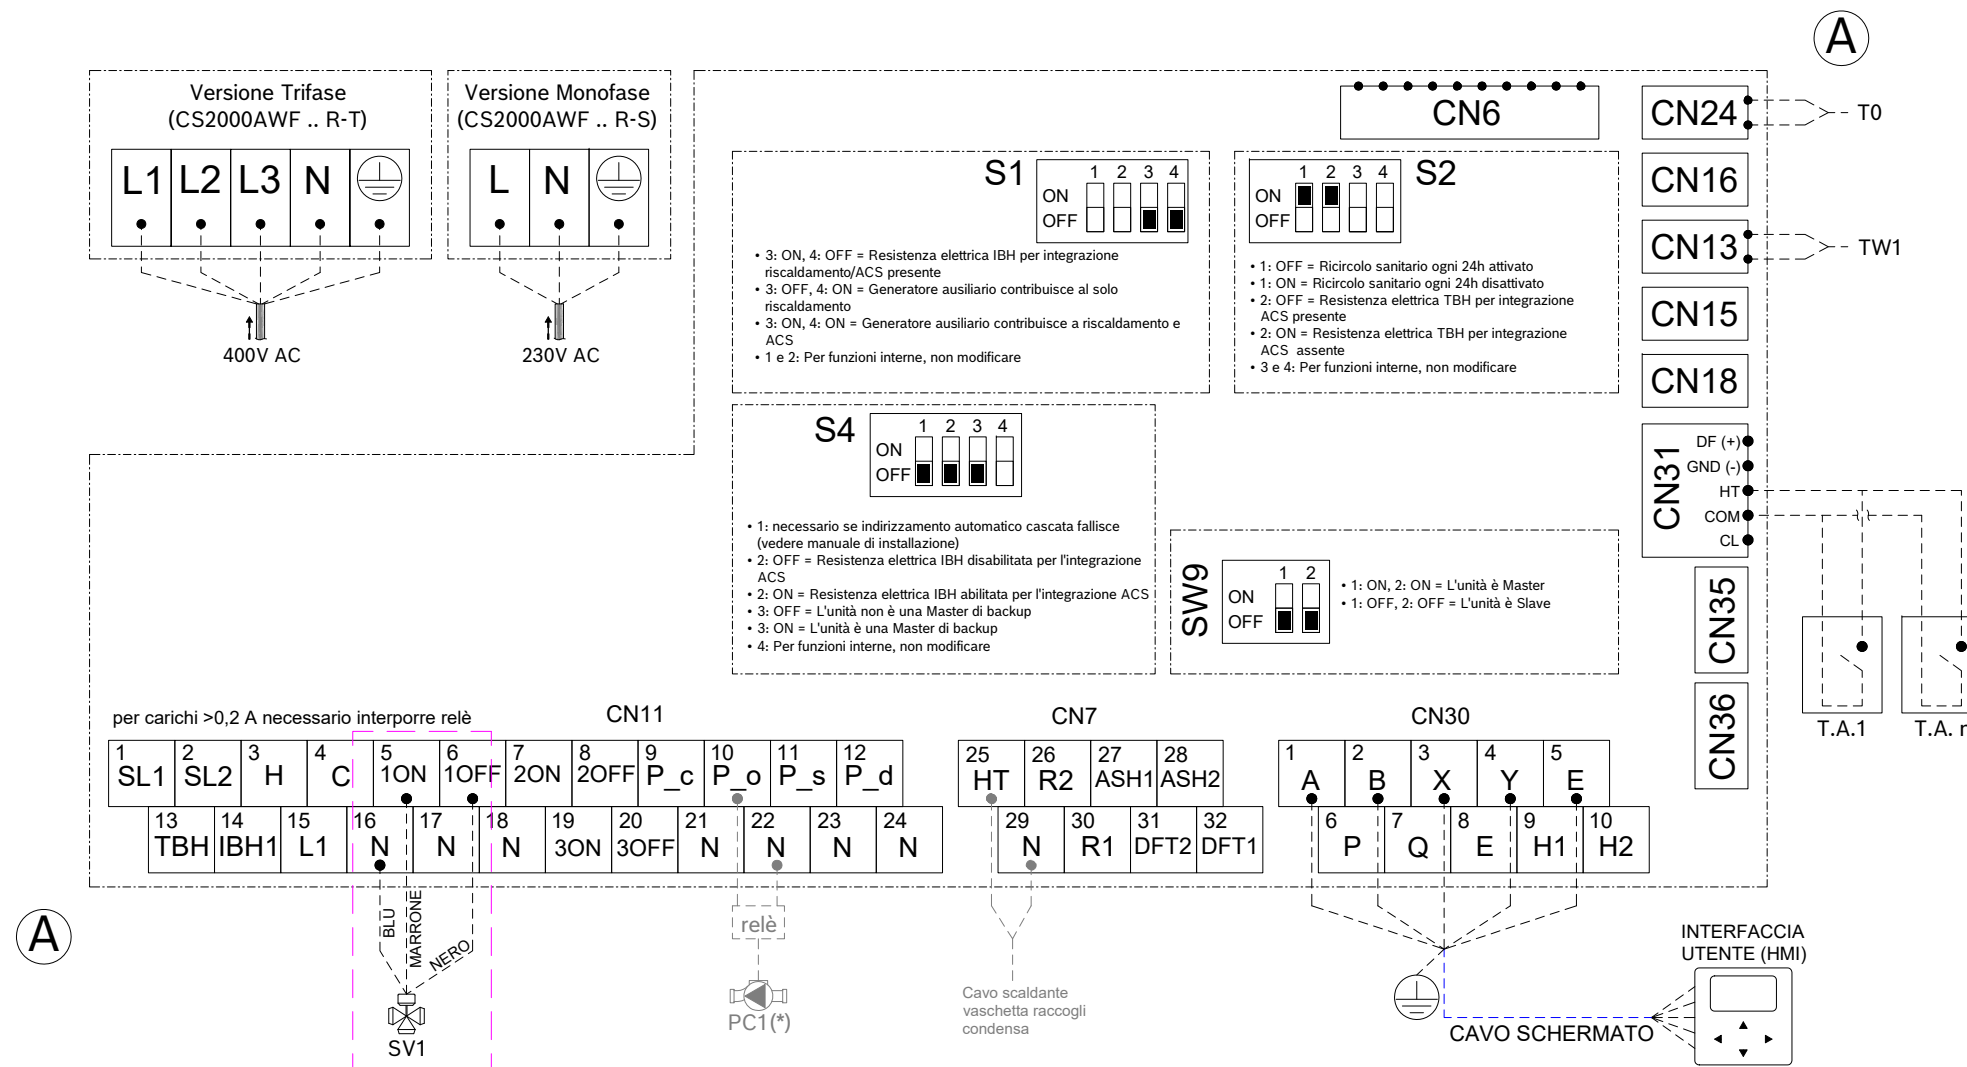 A
Versione Trifase
(CS2000AWF .. R-T)
L1 L2 L3 N
400V AC
Versione Monofase
(CS2000AWF .. R-S)
L N
230V AC
CN6
CN24
T0
CN16
CN13
TW1
CN15
CN18
S1
1 2 3 4
ON
OFF
• 3: ON, 4: OFF = Resistenza elettrica IBH per integrazione
riscaldamento/ACS presente
• 3: OFF, 4: ON = Generatore ausiliario contribuisce al solo
riscaldamento
• 3: ON, 4: ON = Generatore ausiliario contribuisce a riscaldamento e
ACS
• 1 e 2: Per funzioni interne, non modificare
S2
1 2 3 4
ON
OFF
• 1: OFF = Ricircolo sanitario ogni 24h attivato
• 1: ON = Ricircolo sanitario ogni 24h disattivato
• 2: OFF = Resistenza elettrica TBH per integrazione
ACS presente
• 2: ON = Resistenza elettrica TBH per integrazione
ACS assente
• 3 e 4: Per funzioni interne, non modificare
S4
1 2 3 4
ON
OFF
• 1: necessario se indirizzamento automatico cascata fallisce
(vedere manuale di installazione)
• 2: OFF = Resistenza elettrica IBH disabilitata per l'integrazione
ACS
• 2: ON = Resistenza elettrica IBH abilitata per l'integrazione ACS
• 3: OFF = L'unità non è una Master di backup
• 3: ON = L'unità è una Master di backup
• 4: Per funzioni interne, non modificare
SW9
1 2
ON
OFF
• 1: ON, 2: ON = L'unità è Master
• 1: OFF, 2: OFF = L'unità è Slave
CN31
DF (+)
GND (-)
HT
COM
CL
CN35
CN36
T.A.1
T.A. n
per carichi >0,2 A necessario interporre relè
CN11
1 2 3 4 5 6 7 8 9 10 11 12
SL1 SL2 H C 1ON 1OFF 2ON 2OFF P_c P_o P_s P_d
13 14 15 16 17 18 19 20 21 22 23 24
TBH IBH1 L1 N N N 3ON 3OFF N N N N
CN7
25 26 27 28
HT R2 ASH1 ASH2
29 30 31 32
N R1 DFT2 DFT1
CN30
1 2 3 4 5
A B X Y E
6 7 8 9 10
P Q E H1 H2
A
BLU
MARRONE
NERO
SV1
relè
PC1(*)
Cavo scaldante
vaschetta raccogli
condensa
CAVO SCHERMATO
INTERFACCIA
UTENTE (HMI)